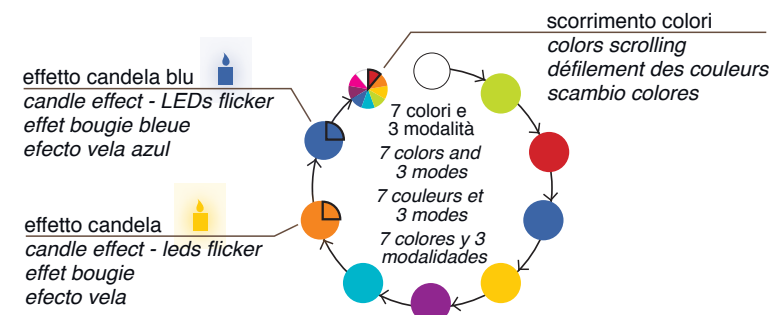 scorrimento colori
colors scrolling
défilement des couleurs
scambio colores
effetto candela blu
candle effect - LEDs flicker
effet bougie bleue
efecto vela azul
7 colori e
3 modalità
7 colors and
3 modes
7 couleurs et
3 modes
7 colores y 3
modalidades
effetto candela
candle effect - leds flicker
effet bougie
efecto vela